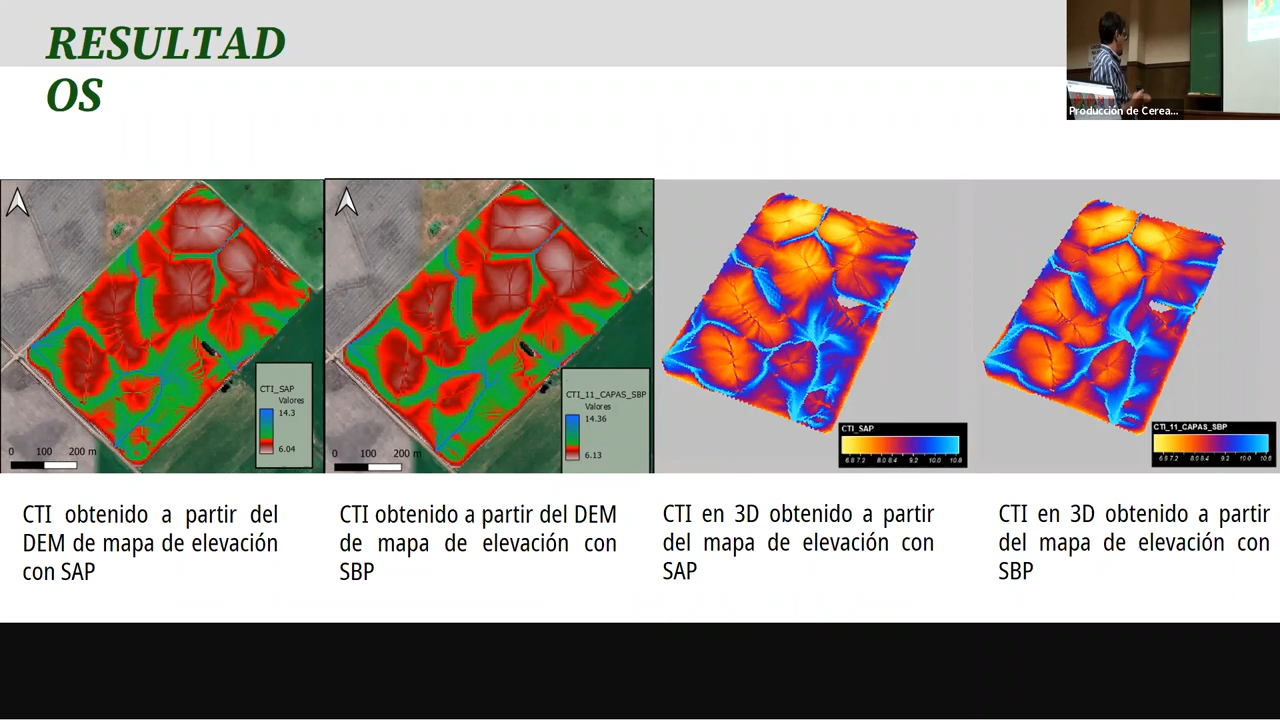 RESULTAD
OS
Producción de Cerea...
CTI_SAP
Valores
14.3
6.04
0 100 200 m
CTI_11_CAPAS_SBP
Valores
14.36
6.13
0 100 200 m
CTI_SAP
6.8 7.2 8.0 8.4 9.2 10.0 10.8
CTI_11_CAPAS_SBP
6.8 7.2 8.0 8.4 9.2 10.0 10.8
CTI obtenido a partir del
DEM de mapa de elevación
con SAP
CTI obtenido a partir del DEM
de mapa de elevación con
SBP
CTI en 3D obtenido a partir
del mapa de elevación con
SAP
CTI en 3D obtenido a partir
del mapa de elevación con
SBP